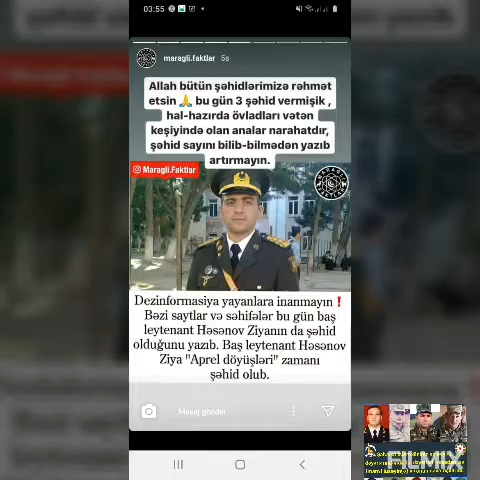 03:55
maragli.faktlar 5s
Allah bütün şəhidlərimizə rəhmət
etsin 🙏 bu gün 3 şəhid vermişik ,
hal-hazırda övladları vətən
keşiyində olan analar narahatdır,
şəhid sayını bilib-bilmədən yazıb
artırmayın.
Maragli.Faktlar
Dezinformasiya yayanlara inanmayın❗
Bəzi saytlar və səhifələr bu gün baş
leytenant Həsənov Ziyanın da şəhid
olduğunu yazıb. Baş leytenant Həsənov
Ziya "Aprel döyüşləri" zamanı
şəhid olub.
Mesaj göndər